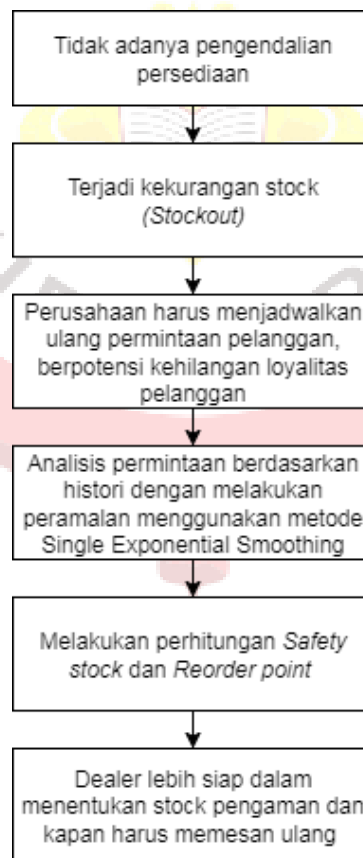 Tidak adanya pengendalian
persediaan
Terjadi kekurangan stock
(Stockout)
Perusahaan harus menjadwalkan
ulang permintaan pelanggan,
berpotensi kehilangan loyalitas
pelanggan
Analisis permintaan berdasarkan
histori dengan melakukan
peramalan menggunakan metode
Single Exponential Smoothing
Melakukan perhitungan Safety
stock dan Reorder point
Dealer lebih siap dalam
menentukan stock pengaman dan
kapan harus memesan ulang